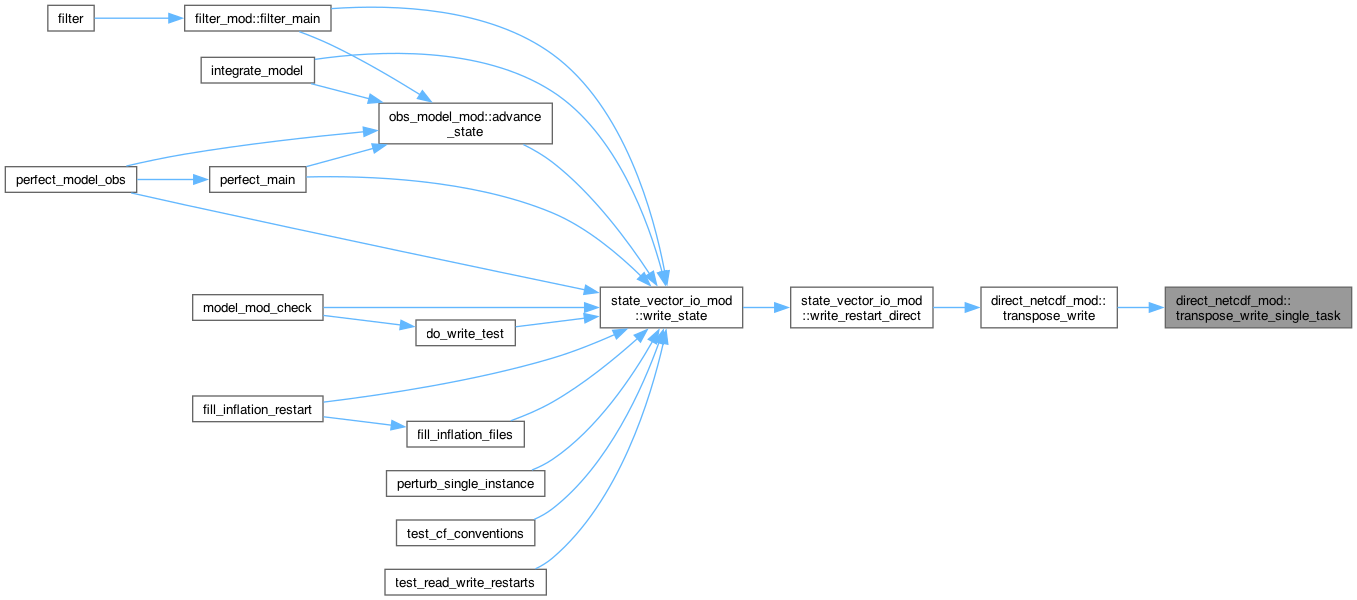 filter
filter_mod::filter_main
integrate_model
obs_model_mod::advance
_state
perfect_model_obs
perfect_main
model_mod_check
do_write_test
state_vector_io_mod
::write_state
state_vector_io_mod
::write_restart_direct
direct_netcdf_mod::
transpose_write
direct_netcdf_mod::
transpose_write_single_task
fill_inflation_restart
fill_inflation_files
perturb_single_instance
test_cf_conventions
test_read_write_restarts